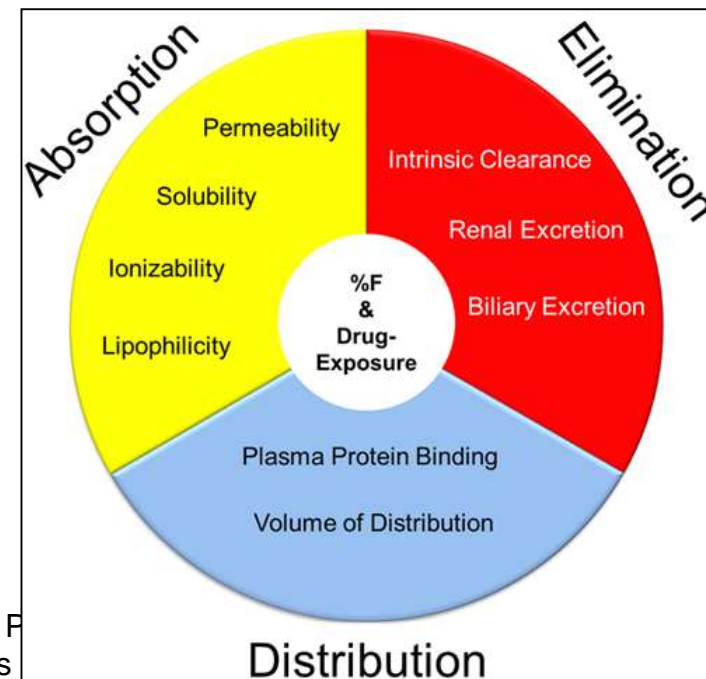 Absorption
Elimination
Permeability
Solubility
Ionizability
Lipophilicity
Intrinsic Clearance
Renal Excretion
Biliary Excretion
%F
&
Drug-
Exposure
Plasma Protein Binding
Volume of Distribution
P
s
Distribution